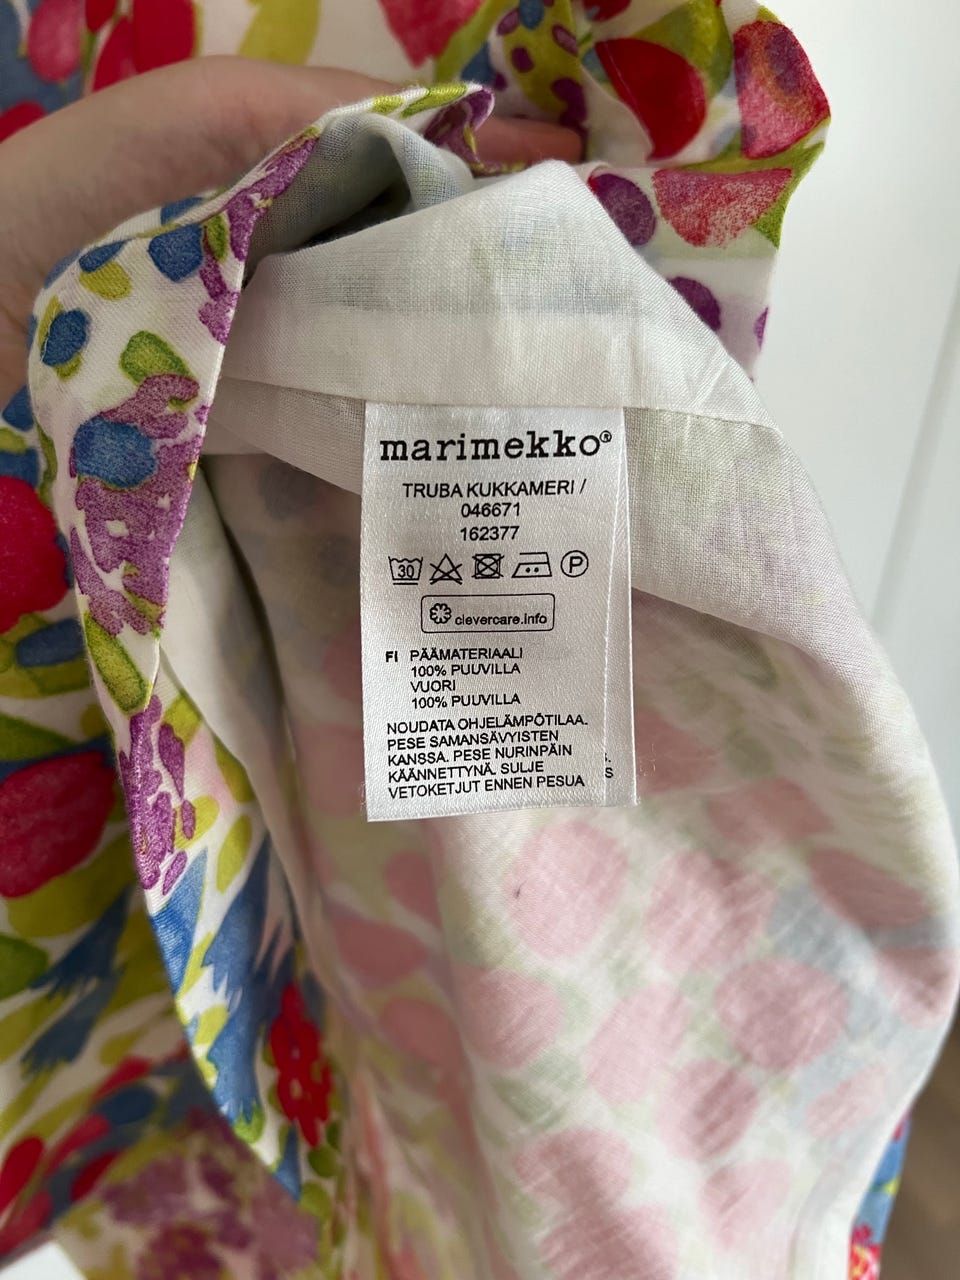 marimekko®
TRUBA KUKKAMERI /
046671
162377
30
P
clevercare.info
FI PÄÄMATERIAALI
100% PUUVILLA
VUORI
100% PUUVILLA
NOUDATA OHJELÄMPÖTILAA.
PESE SAMANSÄVYISTEN
KANSSA. PESE NURINPÄIN
KÄÄNNETTYNÄ. SULJE
VETOKETJUT ENNEN PESUA